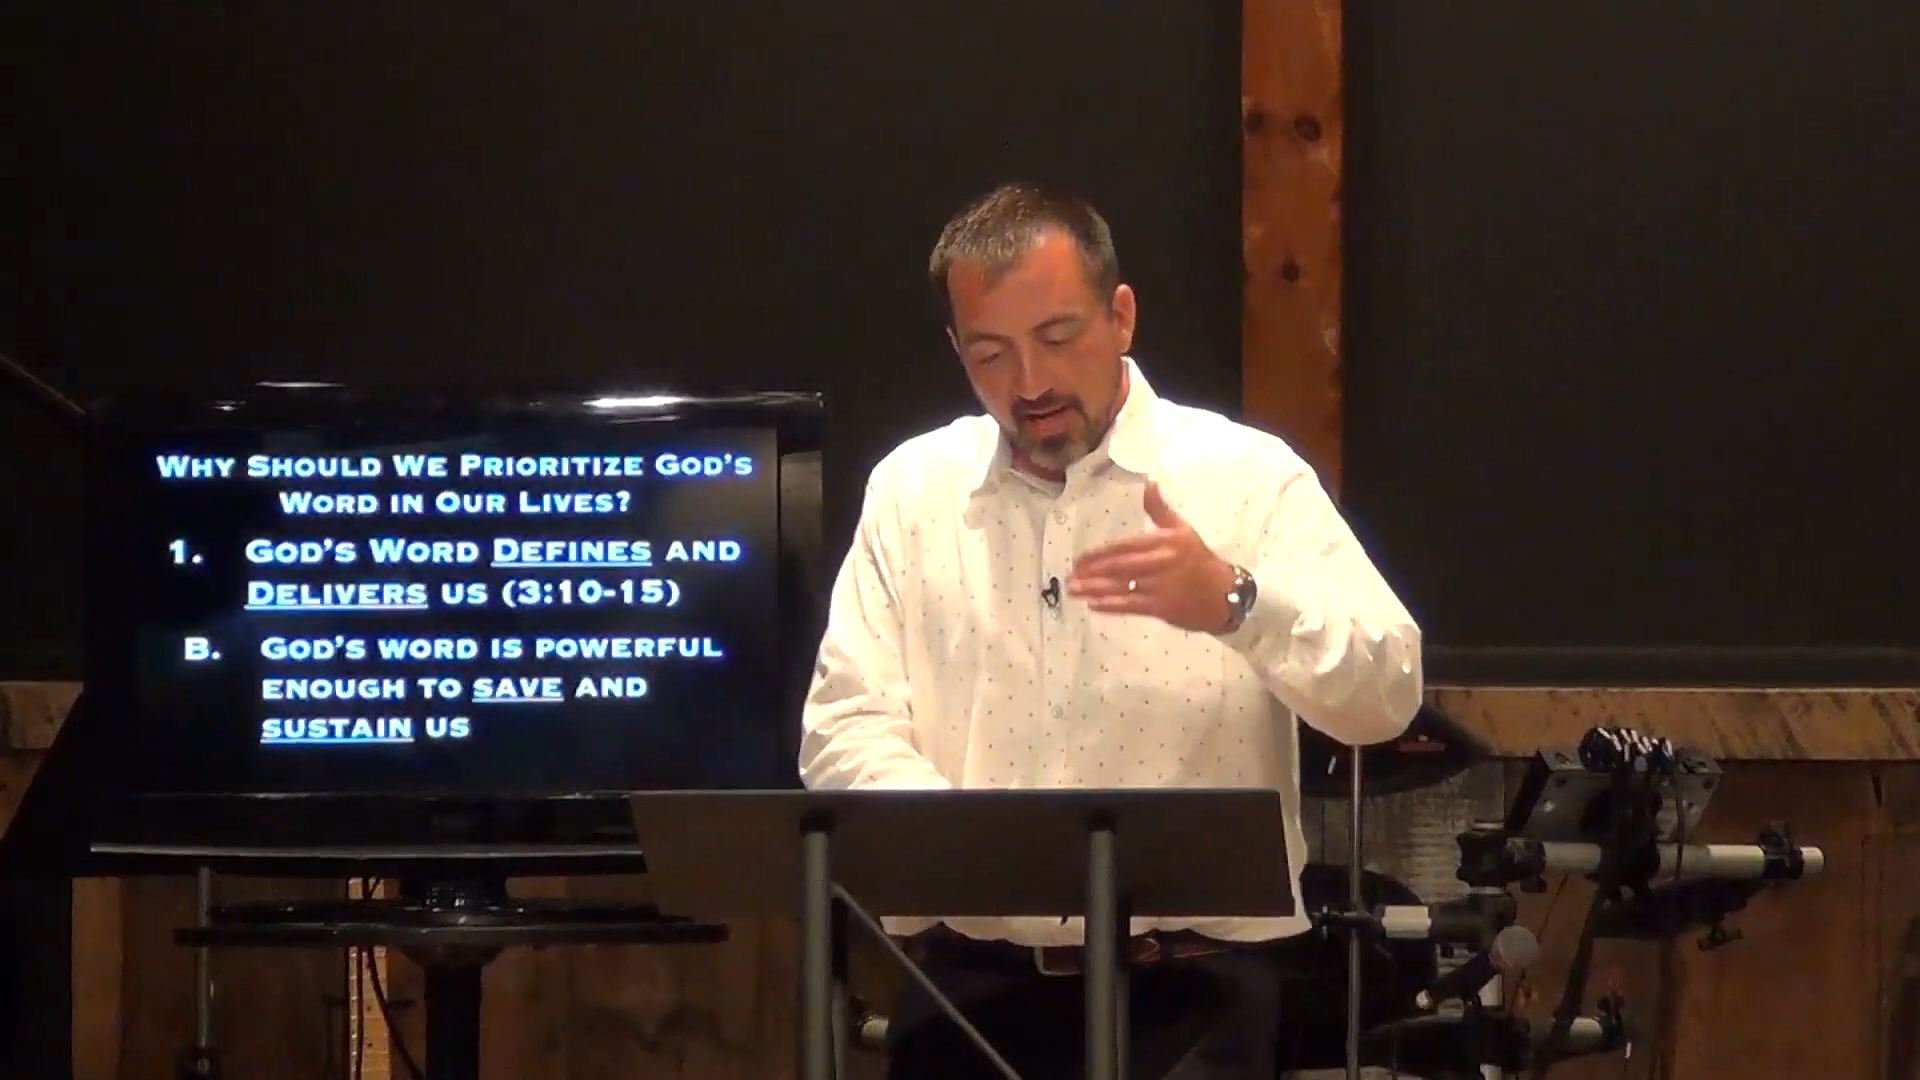 WHY SHOULD WE PRIORITIZE GOD'S
WORD IN OUR LIVES?
1. GOD'S WORD DEFINES AND
DELIVERS US (3:10-15)
B. GOD'S WORD IS POWERFUL
ENOUGH TO SAVE AND
SUSTAIN US